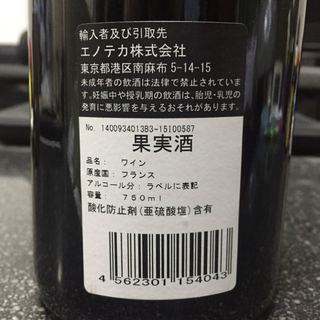 輸入者及び引取先
エノテカ株式会社
東京都港区南麻布 5-14-15
未成年者の飲酒は法律で禁止されています。
妊娠中や授乳期の飲酒は、胎児・乳児の
発育に悪影響を与えるおそれがあります。
No. 1400934013B3-15100587
果実酒
品名: ワイン
原産国: フランス
アルコール分: ラベルに表記
容量: 750ml
酸化防止剤(亜硫酸塩)含有
4 562301 154043